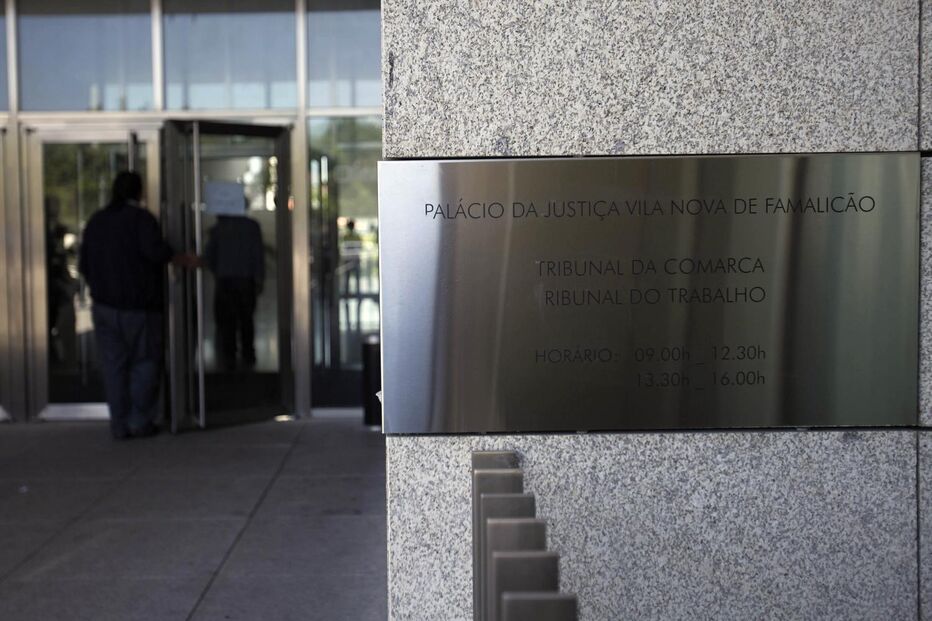 PALÁCIO DA JUSTIÇA VILA NOVA DE FAMALICÃO
TRIBUNAL DA COMARCA
RIBUNAL DO TRABALHO
HORÁRIO: 09.00h _ 12.30h
13.30h _ 16.00h